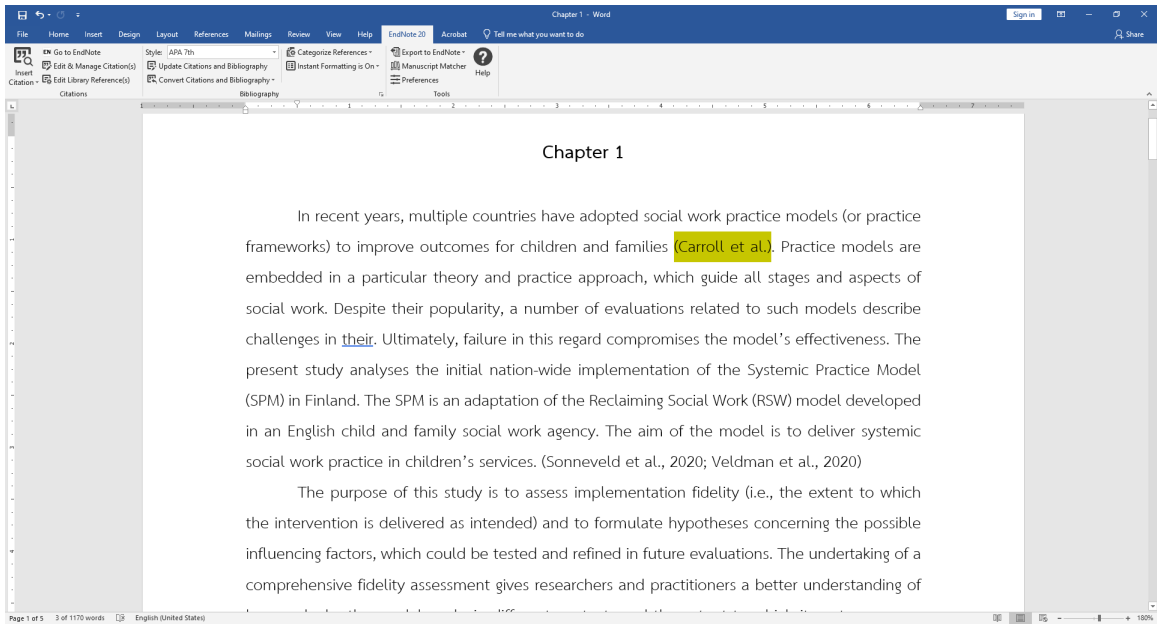 Chapter 1 - Word
Sign in
File Home Insert Design Layout References Mailings Review View Help EndNote 20 Acrobat Tell me what you want to do
Share
Insert Citation
EN Go to EndNote
Edit & Manage Citation(s)
Edit Library Reference(s)
Citations
Style: APA 7th
Update Citations and Bibliography
Convert Citations and Bibliography
Categorize References
Instant Formatting is On
Bibliography
Export to EndNote
Manuscript Matcher
Preferences
Help
Tools
1 2 3 4 5 6 7
Chapter 1
In recent years, multiple countries have adopted social work practice models (or practice
frameworks) to improve outcomes for children and families (Carroll et al.). Practice models are
embedded in a particular theory and practice approach, which guide all stages and aspects of
social work. Despite their popularity, a number of evaluations related to such models describe
challenges in their. Ultimately, failure in this regard compromises the model’s effectiveness. The
present study analyses the initial nation-wide implementation of the Systemic Practice Model
(SPM) in Finland. The SPM is an adaptation of the Reclaiming Social Work (RSW) model developed
in an English child and family social work agency. The aim of the model is to deliver systemic
social work practice in children’s services. (Sonneveld et al., 2020; Veldman et al., 2020)
The purpose of this study is to assess implementation fidelity (i.e., the extent to which
the intervention is delivered as intended) and to formulate hypotheses concerning the possible
influencing factors, which could be tested and refined in future evaluations. The undertaking of a
comprehensive fidelity assessment gives researchers and practitioners a better understanding of
Page 1 of 5 3 of 1170 words English (United States)
180%